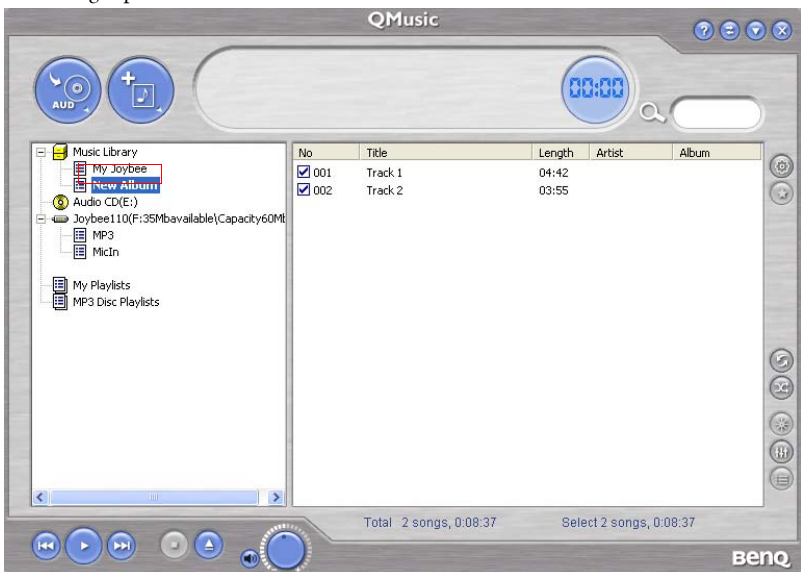 QMusic
AUD
00:00
Music Library
My Joybee
New Album
Audio CD(E:)
Joybee110(F:35Mbavailable\Capacity60Mb
MP3
MicIn
My Playlists
MP3 Disc Playlists
No Title Length Artist Album
001 Track 1 04:42
002 Track 2 03:55
Total 2 songs, 0:08:37 Select 2 songs, 0:08:37
BenQ